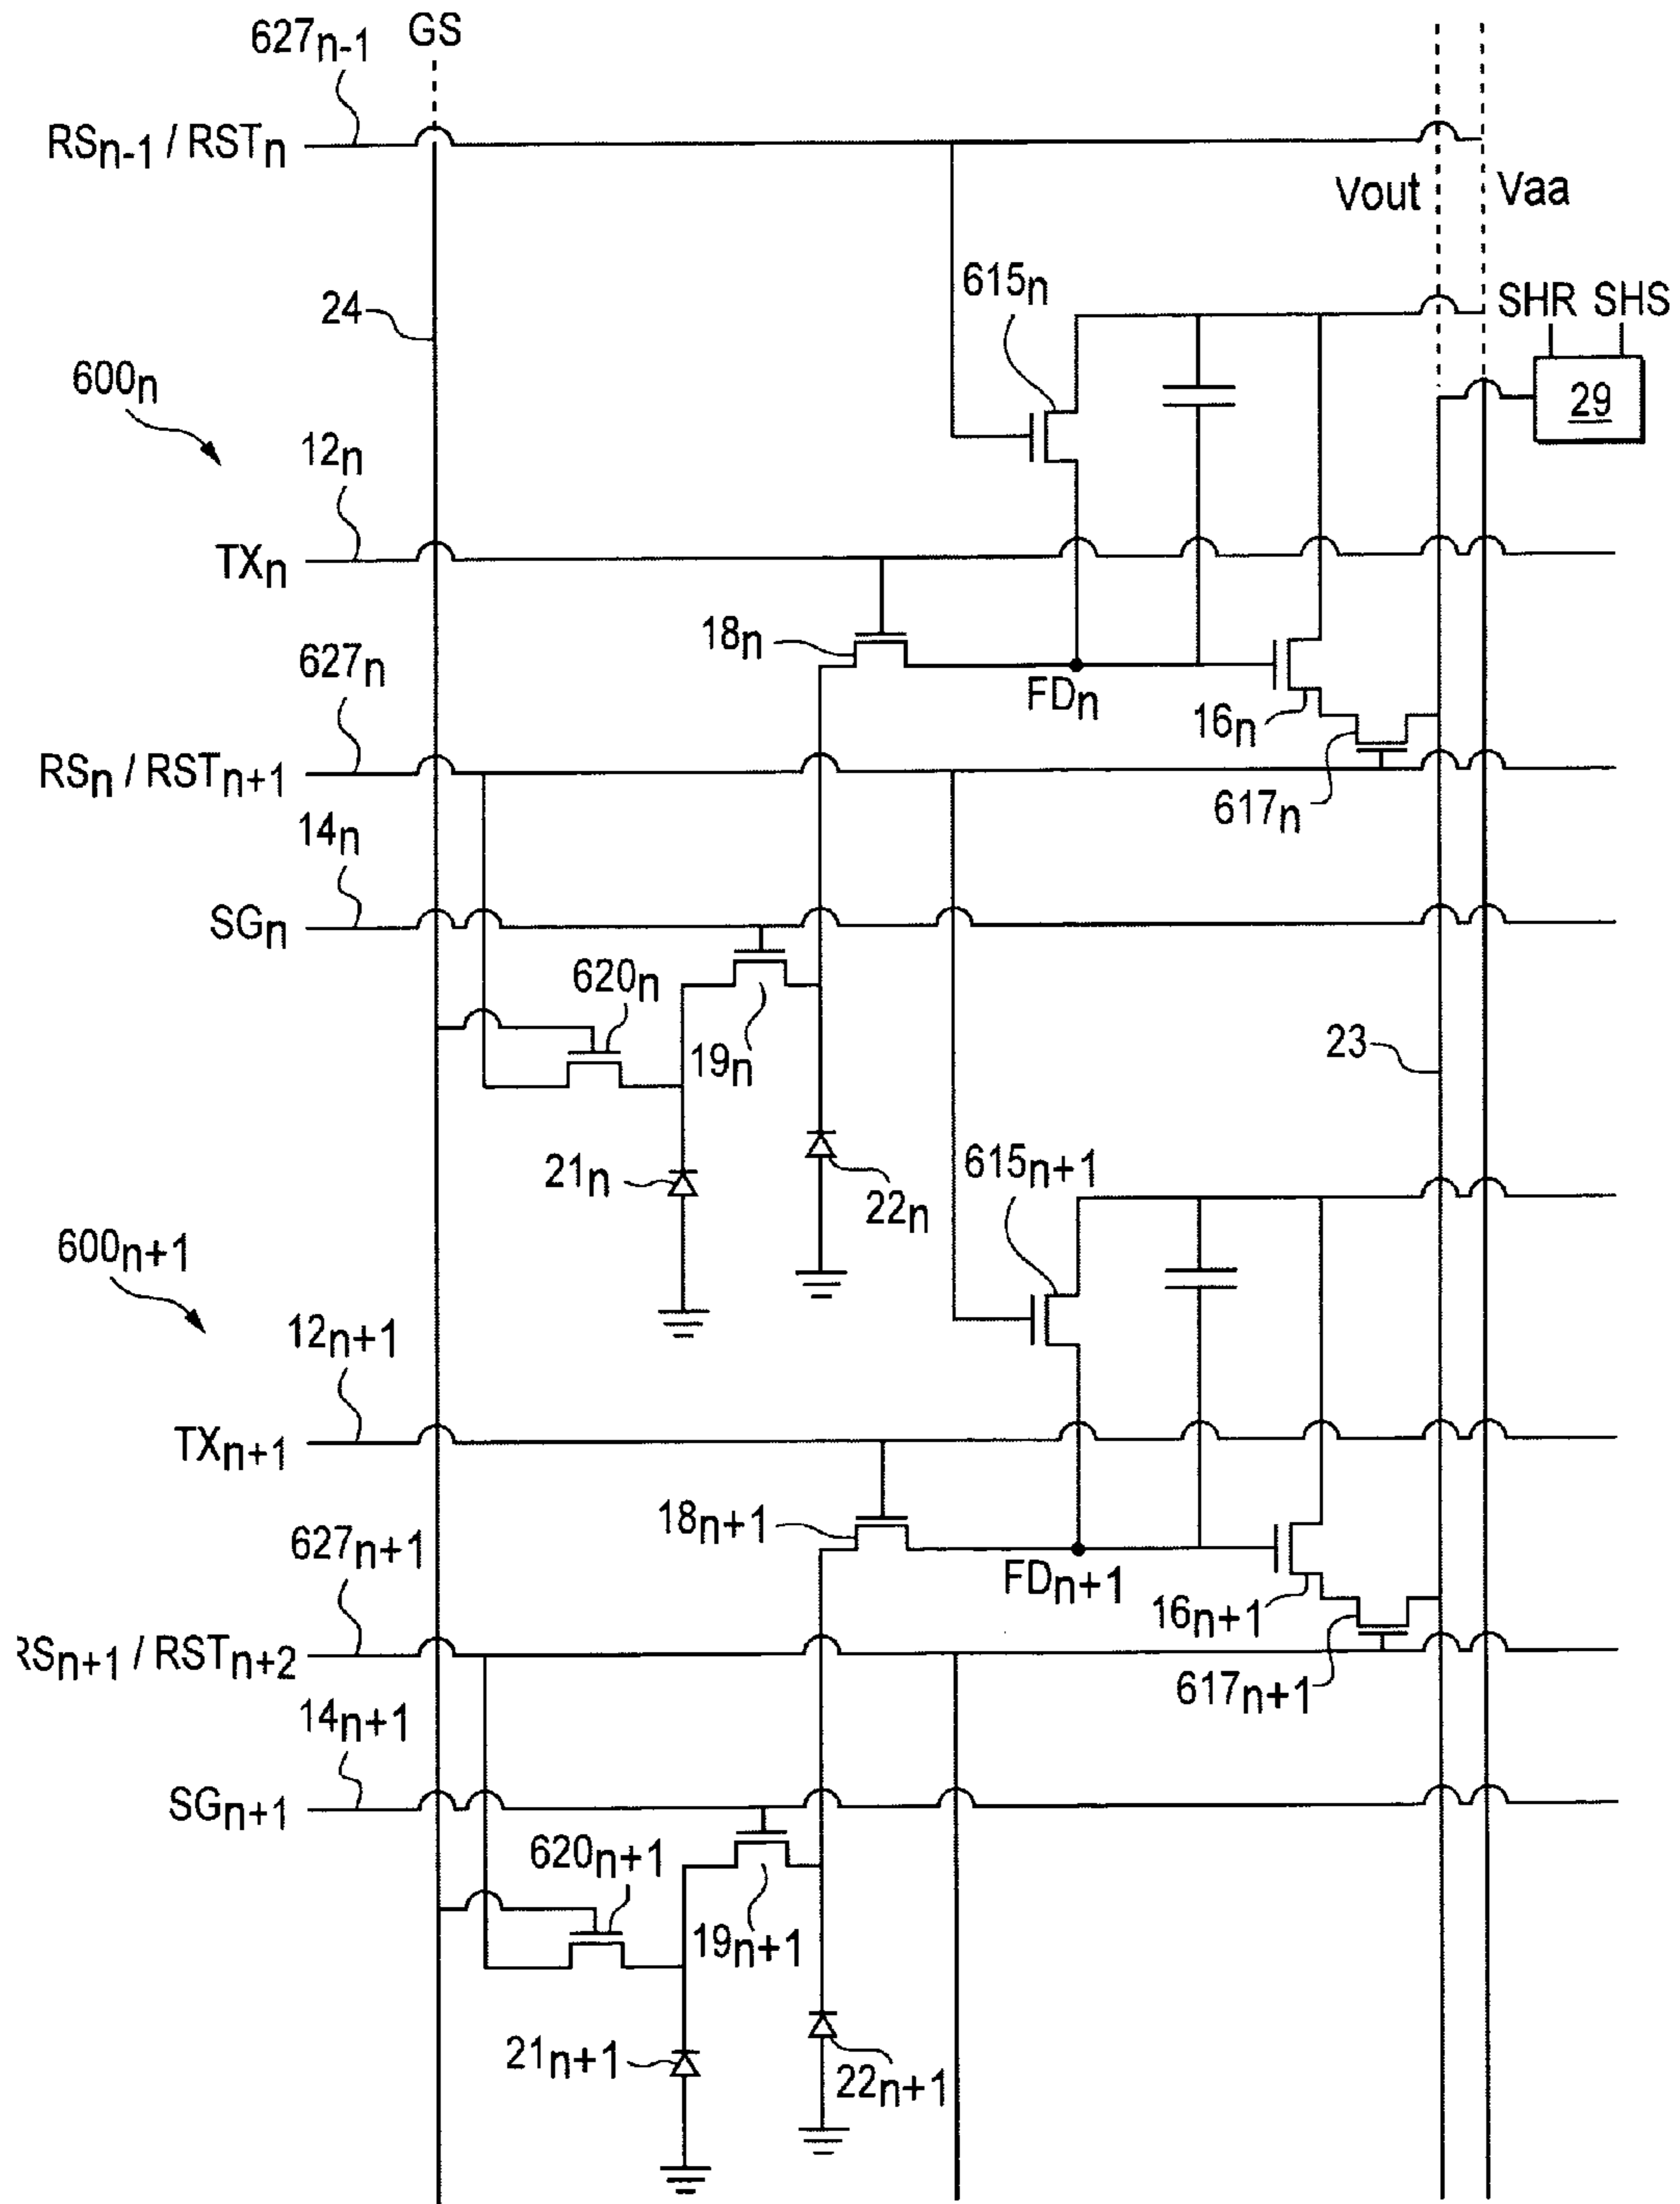 627n-1 GS
RSn-1 / RSTn
Vout Vaa
615n
24
SHR SHS
600n
29
12n
TXn
18n
627n
FDn
16n
RSn / RSTn+1
617n
14n
SGn
620n
19n
23
21n
615n+1
22n
600n+1
12n+1
TXn+1
18n+1
627n+1
FDn+1
16n+1
RSn+1 / RSTn+2
617n+1
14n+1
SGn+1
620n+1
19n+1
21n+1
22n+1